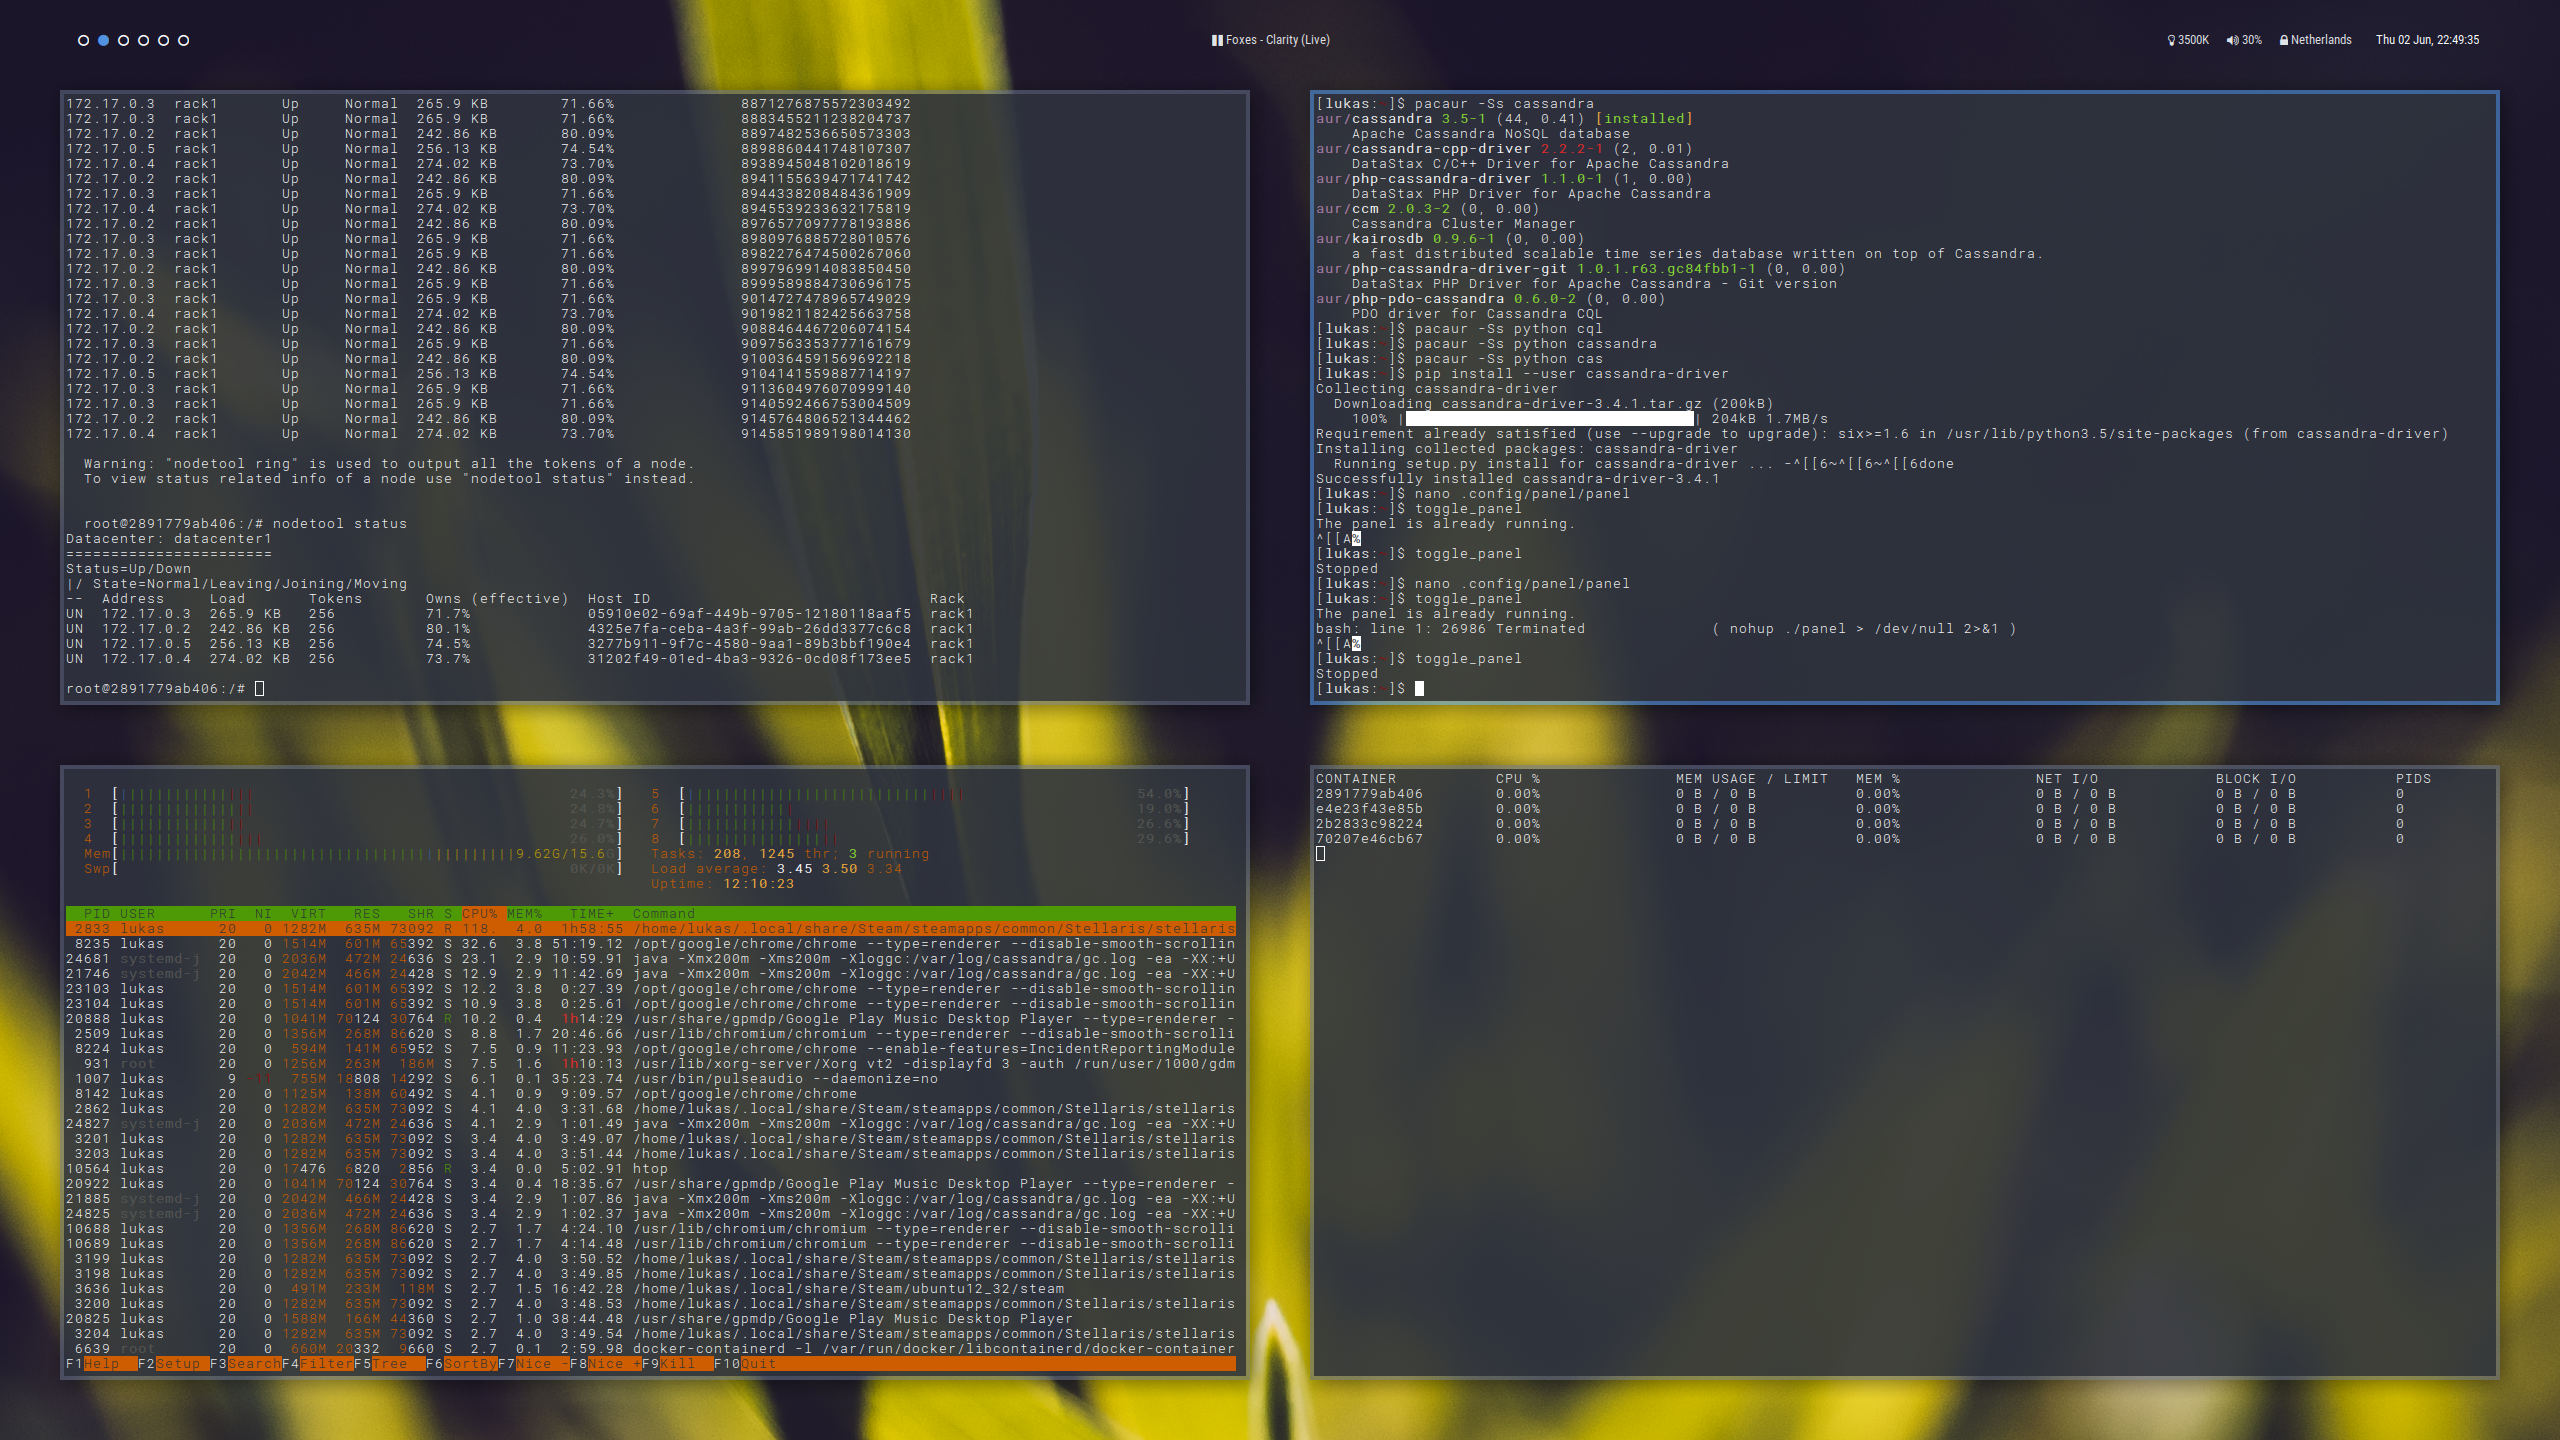 Foxes - Clarity (Live)
3500K 30% Netherlands Thu 02 Jun, 22:49:35
172.17.0.3 rack1 Up Normal 265.9 KB 71.66% 8871276875572303492
172.17.0.3 rack1 Up Normal 265.9 KB 71.66% 8883455211238204737
172.17.0.2 rack1 Up Normal 242.86 KB 80.09% 8897482536650573303
172.17.0.5 rack1 Up Normal 256.13 KB 74.54% 8898860441748107307
172.17.0.4 rack1 Up Normal 274.02 KB 73.70% 8938945048102018619
172.17.0.2 rack1 Up Normal 242.86 KB 80.09% 8941155639471741742
172.17.0.3 rack1 Up Normal 265.9 KB 71.66% 8944338208484361909
172.17.0.4 rack1 Up Normal 274.02 KB 73.70% 8945539233632175819
172.17.0.2 rack1 Up Normal 242.86 KB 80.09% 8976577097778193886
172.17.0.3 rack1 Up Normal 265.9 KB 71.66% 8980976885728010576
172.17.0.3 rack1 Up Normal 265.9 KB 71.66% 8982276474500267060
172.17.0.2 rack1 Up Normal 242.86 KB 80.09% 8997969914083850450
172.17.0.3 rack1 Up Normal 265.9 KB 71.66% 8999589884730696175
172.17.0.3 rack1 Up Normal 265.9 KB 71.66% 9014727478965749029
172.17.0.4 rack1 Up Normal 274.02 KB 73.70% 9019821182425663758
172.17.0.2 rack1 Up Normal 242.86 KB 80.09% 9088464467206074154
172.17.0.3 rack1 Up Normal 265.9 KB 71.66% 9097563353777161679
172.17.0.2 rack1 Up Normal 242.86 KB 80.09% 9100364591569692218
172.17.0.5 rack1 Up Normal 256.13 KB 74.54% 9104141559887714197
172.17.0.3 rack1 Up Normal 265.9 KB 71.66% 9113604976070999140
172.17.0.3 rack1 Up Normal 265.9 KB 71.66% 9140592466753004509
172.17.0.2 rack1 Up Normal 242.86 KB 80.09% 9145764806521344462
172.17.0.4 rack1 Up Normal 274.02 KB 73.70% 9145851989198014130
Warning: "nodetool ring" is used to output all the tokens of a node.
To view status related info of a node use "nodetool status" instead.
root@2891779ab406:/# nodetool status
Datacenter: datacenter1
=======================
Status=Up/Down
|/ State=Normal/Leaving/Joining/Moving
-- Address Load Tokens Owns (effective) Host ID Rack
UN 172.17.0.3 265.9 KB 256 71.7% 05910e02-69af-449b-9705-12180118aaf5 rack1
UN 172.17.0.2 242.86 KB 256 80.1% 4325e7fa-ceba-4a3f-99ab-26dd3377c6c8 rack1
UN 172.17.0.5 256.13 KB 256 74.5% 3277b911-9f7c-4580-9aa1-89b3bbf190e4 rack1
UN 172.17.0.4 274.02 KB 256 73.7% 31202f49-01ed-4ba3-9326-0cd08f173ee5 rack1
root@2891779ab406:/#
[lukas: ]$ pacaur -Ss cassandra
aur/cassandra 3.5-1 (44, 0.41) [installed]
Apache Cassandra NoSQL database
aur/cassandra-cpp-driver 2.2.2-1 (2, 0.01)
DataStax C/C++ Driver for Apache Cassandra
aur/php-cassandra-driver 1.1.0-1 (1, 0.00)
DataStax PHP Driver for Apache Cassandra
aur/ccm 2.0.3-2 (0, 0.00)
Cassandra Cluster Manager
aur/kairosdb 0.9.6-1 (0, 0.00)
a fast distributed scalable time series database written on top of Cassandra.
aur/php-cassandra-driver-git 1.0.1.r63.gc84fbb1-1 (0, 0.00)
DataStax PHP Driver for Apache Cassandra - Git version
aur/php-pdo-cassandra 0.6.0-2 (0, 0.00)
PDO driver for Cassandra CQL
[lukas: ]$ pacaur -Ss python cql
[lukas: ]$ pacaur -Ss python cassandra
[lukas: ]$ pacaur -Ss python cas
[lukas: ]$ pip install --user cassandra-driver
Collecting cassandra-driver
Downloading cassandra-driver-3.4.1.tar.gz (200kB)
100% | | 204kB 1.7MB/s
Requirement already satisfied (use --upgrade to upgrade): six>=1.6 in /usr/lib/python3.5/site-packages (from cassandra-driver)
Installing collected packages: cassandra-driver
Running setup.py install for cassandra-driver ... -^[[6~^[[6~^[[6done
Successfully installed cassandra-driver-3.4.1
[lukas: ]$ nano .config/panel/panel
[lukas: ]$ toggle_panel
The panel is already running.
^[[A%
[lukas: ]$ toggle_panel
Stopped
[lukas: ]$ nano .config/panel/panel
[lukas: ]$ toggle_panel
The panel is already running.
bash: line 1: 26986 Terminated ( nohup ./panel > /dev/null 2>&1 )
^[[A%
[lukas: ]$ toggle_panel
Stopped
[lukas: ]$
1 [ 24.3%] 5 [ 54.0%]
2 [ 24.8%] 6 [ 19.0%]
3 [ 24.7%] 7 [ 26.6%]
4 [ 26.0%] 8 [ 29.6%]
Mem[ 9.62G/15.6G] Tasks: 208, 1245 thr; 3 running
Swp[ 0K/0K] Load average: 3.45 3.50 3.34
Uptime: 12:10:23
PID USER PRI NI VIRT RES SHR S CPU% MEM% TIME+ Command
2833 lukas 20 0 1282M 635M 73092 R 118. 4.0 1h58:55 /home/lukas/.local/share/Steam/steamapps/common/Stellaris/stellaris
8235 lukas 20 0 1514M 601M 65392 S 32.6 3.8 51:19.12 /opt/google/chrome/chrome --type=renderer --disable-smooth-scrollin
24681 systemd-j 20 0 2036M 472M 24636 S 23.1 2.9 10:59.91 java -Xmx200m -Xms200m -Xloggc:/var/log/cassandra/gc.log -ea -XX:+U
21746 systemd-j 20 0 2042M 466M 24428 S 12.9 2.9 11:42.69 java -Xmx200m -Xms200m -Xloggc:/var/log/cassandra/gc.log -ea -XX:+U
23103 lukas 20 0 1514M 601M 65392 S 12.2 3.8 0:27.39 /opt/google/chrome/chrome --type=renderer --disable-smooth-scrollin
23104 lukas 20 0 1514M 601M 65392 S 10.9 3.8 0:25.61 /opt/google/chrome/chrome --type=renderer --disable-smooth-scrollin
20888 lukas 20 0 1041M 70124 30764 R 10.2 0.4 1h14:29 /usr/share/gpmdp/Google Play Music Desktop Player --type=renderer -
2509 lukas 20 0 1356M 268M 86620 S 8.8 1.7 20:46.66 /usr/lib/chromium/chromium --type=renderer --disable-smooth-scrolli
8224 lukas 20 0 594M 141M 65952 S 7.5 0.9 11:23.93 /opt/google/chrome/chrome --enable-features=IncidentReportingModule
931 root 20 0 1256M 263M 186M S 7.5 1.6 1h10:13 /usr/lib/xorg-server/Xorg vt2 -displayfd 3 -auth /run/user/1000/gdm
1007 lukas 9 -11 755M 18808 14292 S 6.1 0.1 35:23.74 /usr/bin/pulseaudio --daemonize=no
8142 lukas 20 0 1125M 138M 60492 S 4.1 0.9 9:09.57 /opt/google/chrome/chrome
2862 lukas 20 0 1282M 635M 73092 S 4.1 4.0 3:31.68 /home/lukas/.local/share/Steam/steamapps/common/Stellaris/stellaris
24827 systemd-j 20 0 2036M 472M 24636 S 4.1 2.9 1:01.49 java -Xmx200m -Xms200m -Xloggc:/var/log/cassandra/gc.log -ea -XX:+U
3201 lukas 20 0 1282M 635M 73092 S 3.4 4.0 3:49.07 /home/lukas/.local/share/Steam/steamapps/common/Stellaris/stellaris
3203 lukas 20 0 1282M 635M 73092 S 3.4 4.0 3:51.44 /home/lukas/.local/share/Steam/steamapps/common/Stellaris/stellaris
10564 lukas 20 0 17476 6820 2856 R 3.4 0.0 5:02.91 htop
20922 lukas 20 0 1041M 70124 30764 S 3.4 0.4 18:35.67 /usr/share/gpmdp/Google Play Music Desktop Player --type=renderer -
21885 systemd-j 20 0 2042M 466M 24428 S 3.4 2.9 1:07.86 java -Xmx200m -Xms200m -Xloggc:/var/log/cassandra/gc.log -ea -XX:+U
24825 systemd-j 20 0 2036M 472M 24636 S 3.4 2.9 1:02.37 java -Xmx200m -Xms200m -Xloggc:/var/log/cassandra/gc.log -ea -XX:+U
10688 lukas 20 0 1356M 268M 86620 S 2.7 1.7 4:24.10 /usr/lib/chromium/chromium --type=renderer --disable-smooth-scrolli
10689 lukas 20 0 1356M 268M 86620 S 2.7 1.7 4:14.48 /usr/lib/chromium/chromium --type=renderer --disable-smooth-scrolli
3199 lukas 20 0 1282M 635M 73092 S 2.7 4.0 3:50.52 /home/lukas/.local/share/Steam/steamapps/common/Stellaris/stellaris
3198 lukas 20 0 1282M 635M 73092 S 2.7 4.0 3:49.85 /home/lukas/.local/share/Steam/steamapps/common/Stellaris/stellaris
3636 lukas 20 0 491M 233M 118M S 2.7 1.5 16:42.28 /home/lukas/.local/share/Steam/ubuntu12_32/steam
3200 lukas 20 0 1282M 635M 73092 S 2.7 4.0 3:48.53 /home/lukas/.local/share/Steam/steamapps/common/Stellaris/stellaris
20825 lukas 20 0 1588M 166M 44360 S 2.7 1.0 38:44.48 /usr/share/gpmdp/Google Play Music Desktop Player
3204 lukas 20 0 1282M 635M 73092 S 2.7 4.0 3:49.54 /home/lukas/.local/share/Steam/steamapps/common/Stellaris/stellaris
6639 root 20 0 660M 20332 9660 S 2.7 0.1 2:59.98 docker-containerd -l /var/run/docker/libcontainerd/docker-container
F1Help F2Setup F3SearchF4FilterF5Tree F6SortByF7Nice -F8Nice +F9Kill F10Quit
CONTAINER CPU % MEM USAGE / LIMIT MEM % NET I/O BLOCK I/O PIDS
2891779ab406 0.00% 0 B / 0 B 0.00% 0 B / 0 B 0 B / 0 B 0
e4e23f43e85b 0.00% 0 B / 0 B 0.00% 0 B / 0 B 0 B / 0 B 0
2b2833c98224 0.00% 0 B / 0 B 0.00% 0 B / 0 B 0 B / 0 B 0
70207e46cb67 0.00% 0 B / 0 B 0.00% 0 B / 0 B 0 B / 0 B 0